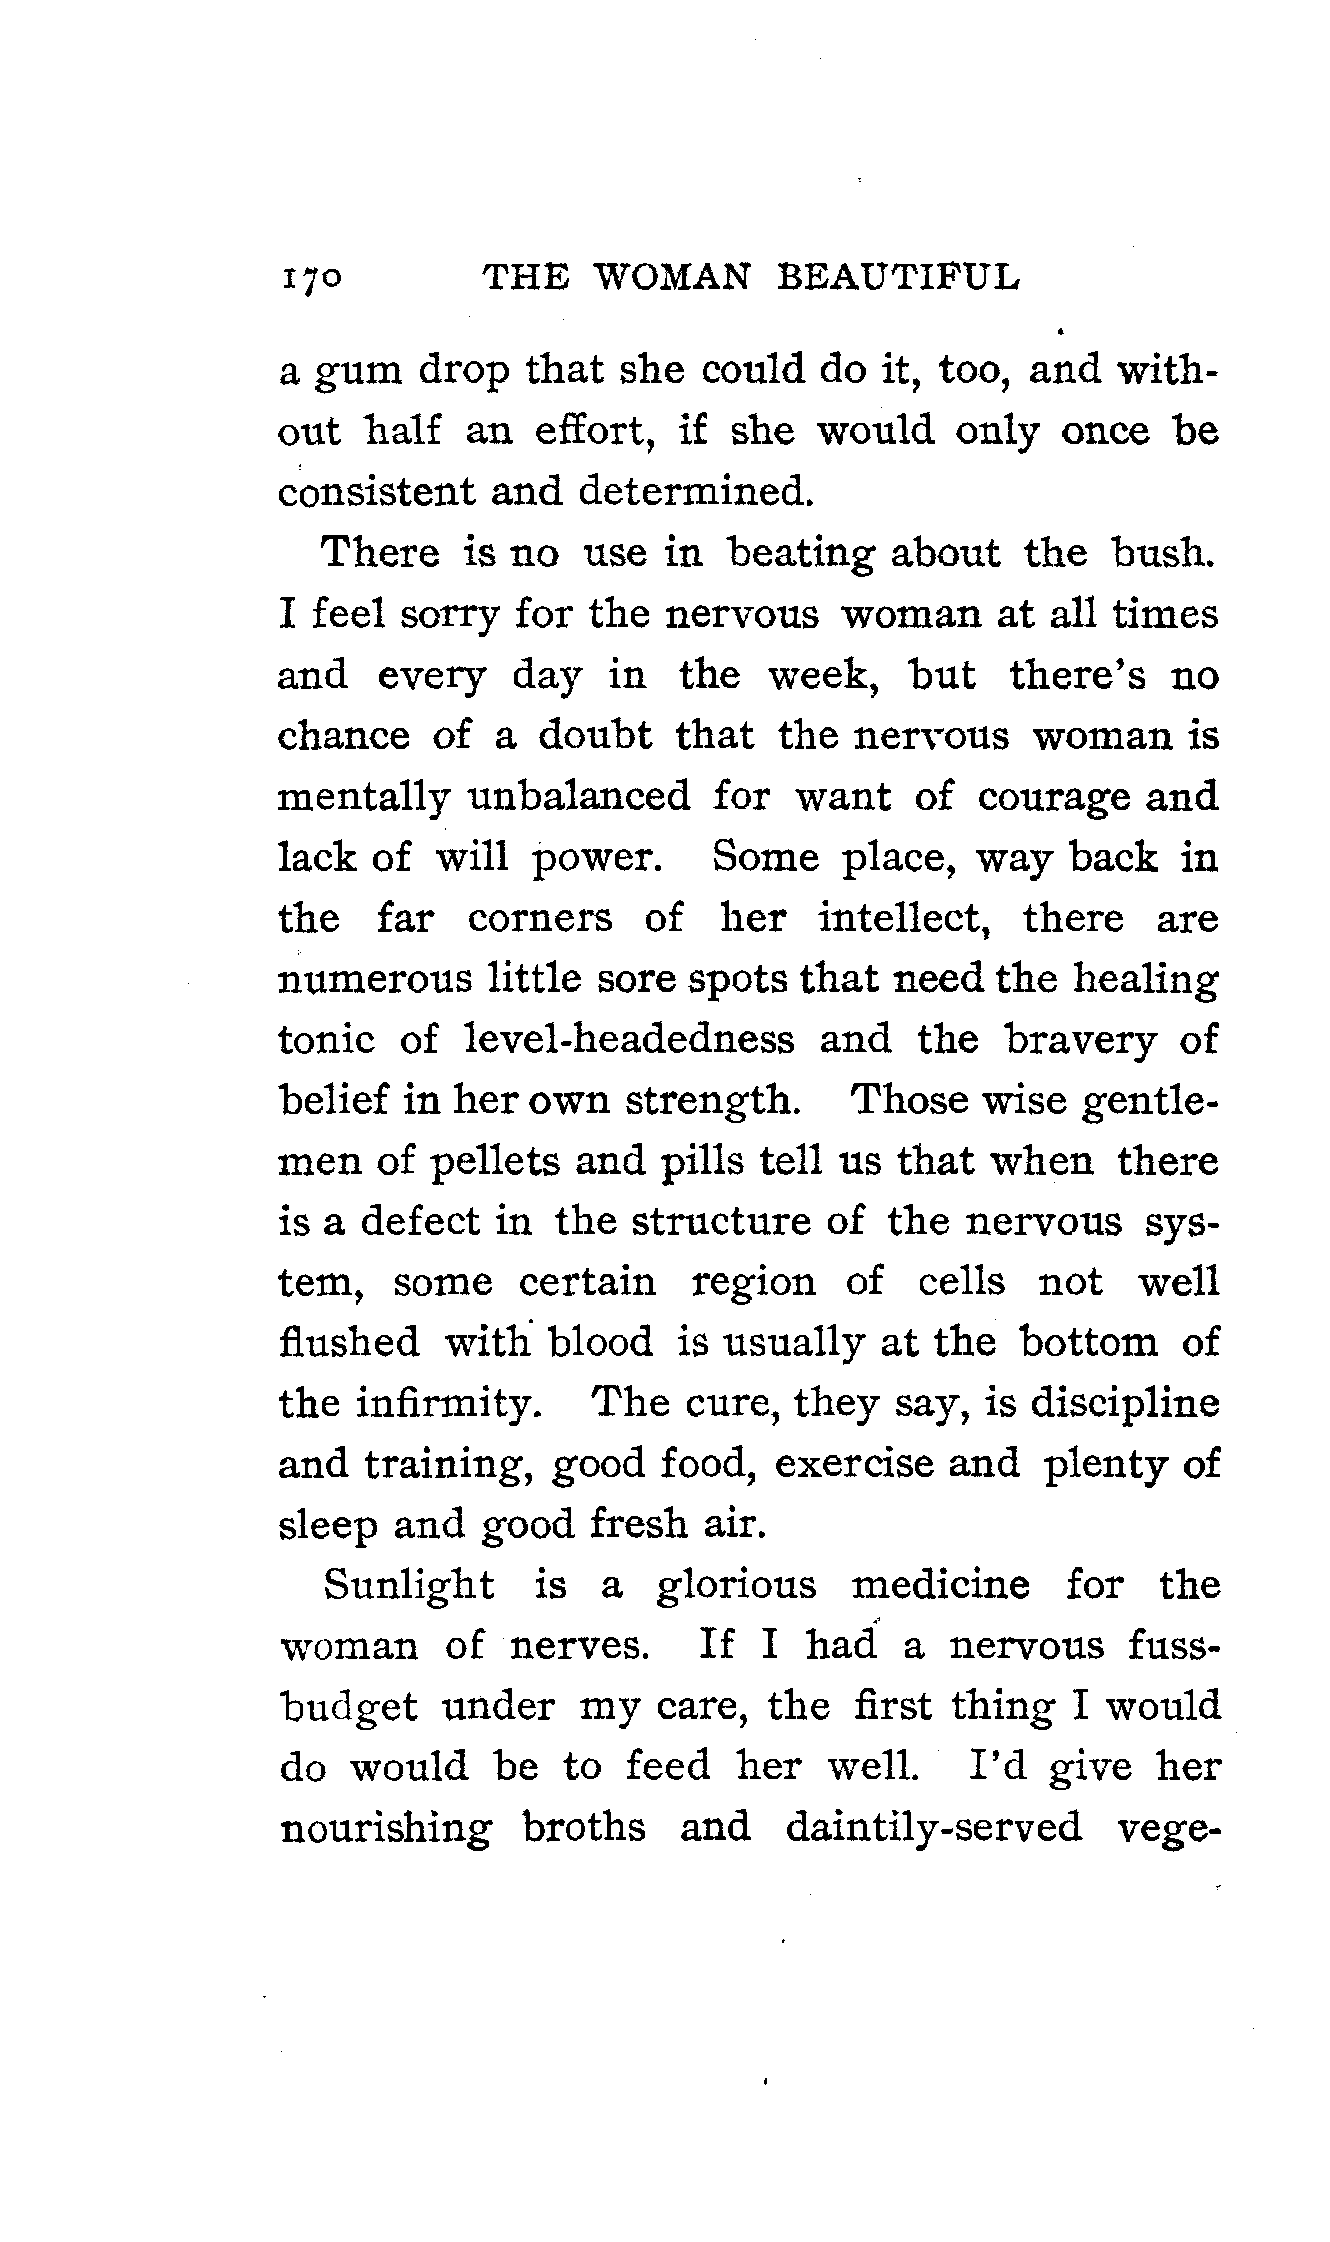 170 THE WOMAN BEAUTIFUL
a gum drop that she could do it, too, and with-
out half an effort, if she would only once be
consistent and determined.
There is no use in beating about the bush.
I feel sorry for the nervous woman at all times
and every day in the week, but there's no
chance of a doubt that the nervous woman is
mentally unbalanced for want of courage and
lack of will power. Some place, way back in
the far corners of her intellect, there are
numerous little sore spots that need the healing
tonic of level-headedness and the bravery of
belief in her own strength. Those wise gentle-
men of pellets and pills tell us that when there
is a defect in the structure of the nervous sys-
tem, some certain region of cells not well
flushed with blood is usually at the bottom of
the infirmity. The cure, they say, is discipline
and training, good food, exercise and plenty of
sleep and good fresh air.
Sunlight is a glorious medicine for the
woman of nerves. If I had a nervous fuss-
budget under my care, the first thing I would
do would be to feed her well. I'd give her
nourishing broths and daintily-served vege-